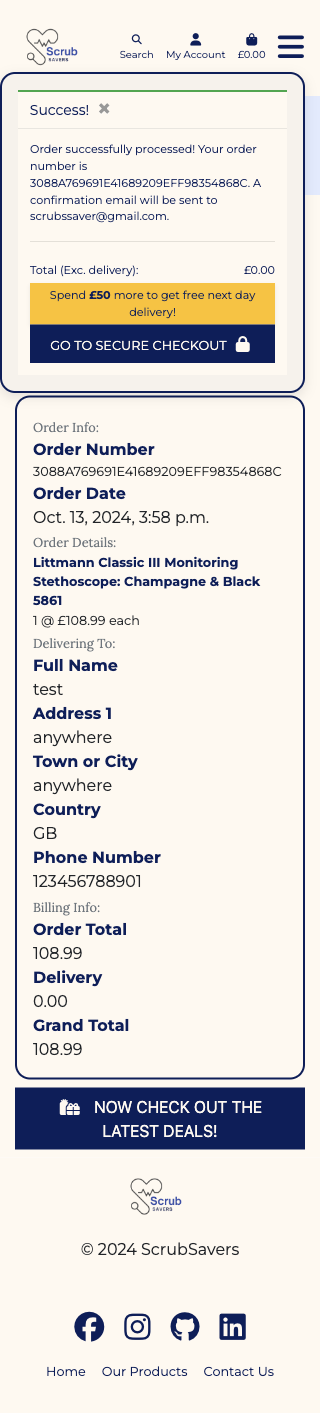 Scrub
SAVERS
Search
My Account
£0.00
Success! ✖
Order successfully processed! Your order
number is
3088A769691E41689209EFF98354868C. A
confirmation email will be sent to
scrubssaver@gmail.com.
Total (Exc. delivery): £0.00
Spend £50 more to get free next day
delivery!
GO TO SECURE CHECKOUT
Order Info:
Order Number
3088A769691E41689209EFF98354868C
Order Date
Oct. 13, 2024, 3:58 p.m.
Order Details:
Littmann Classic III Monitoring
Stethoscope: Champagne & Black
5861
1 @ £108.99 each
Delivering To:
Full Name
test
Address 1
anywhere
Town or City
anywhere
Country
GB
Phone Number
123456788901
Billing Info:
Order Total
108.99
Delivery
0.00
Grand Total
108.99
NOW CHECK OUT THE
LATEST DEALS!
Scrub
SAVERS
© 2024 ScrubSavers
Home Our Products Contact Us